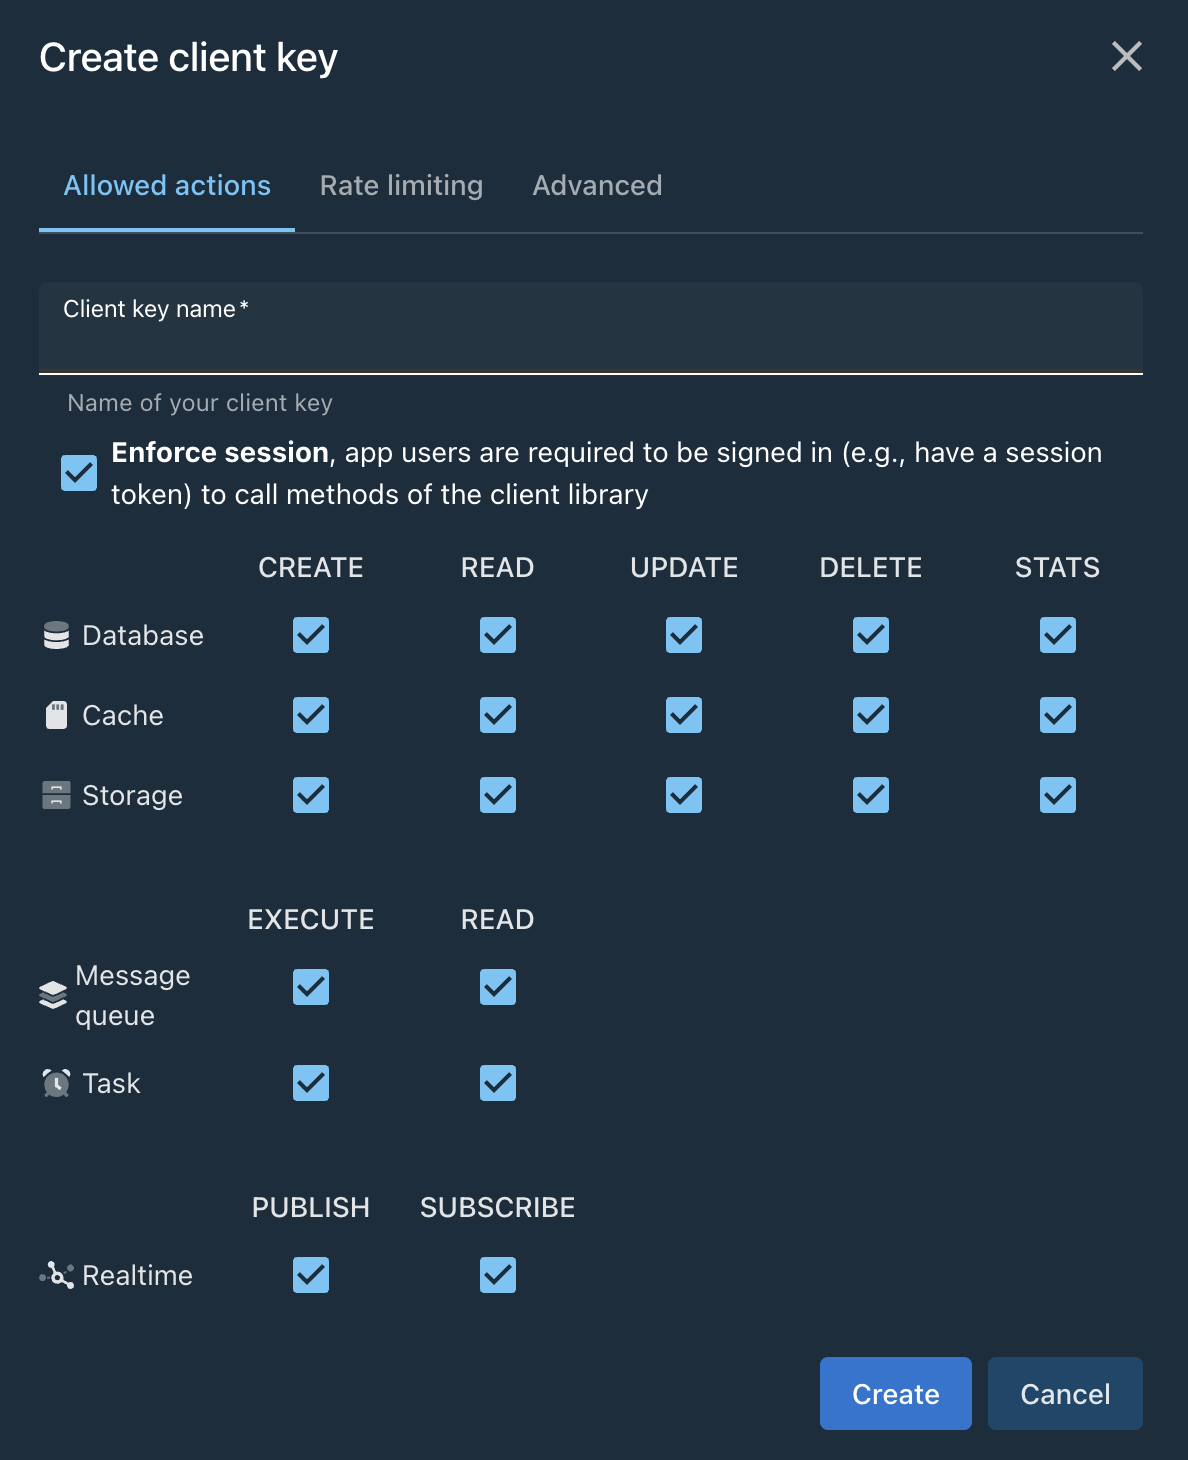 Create client key
Allowed actions Rate limiting Advanced
Client key name*
Name of your client key
Enforce session, app users are required to be signed in (e.g., have a session
token) to call methods of the client library
CREATE READ UPDATE DELETE STATS
Database
Cache
Storage
EXECUTE READ
Message
queue
Task
PUBLISH SUBSCRIBE
Realtime
Create Cancel